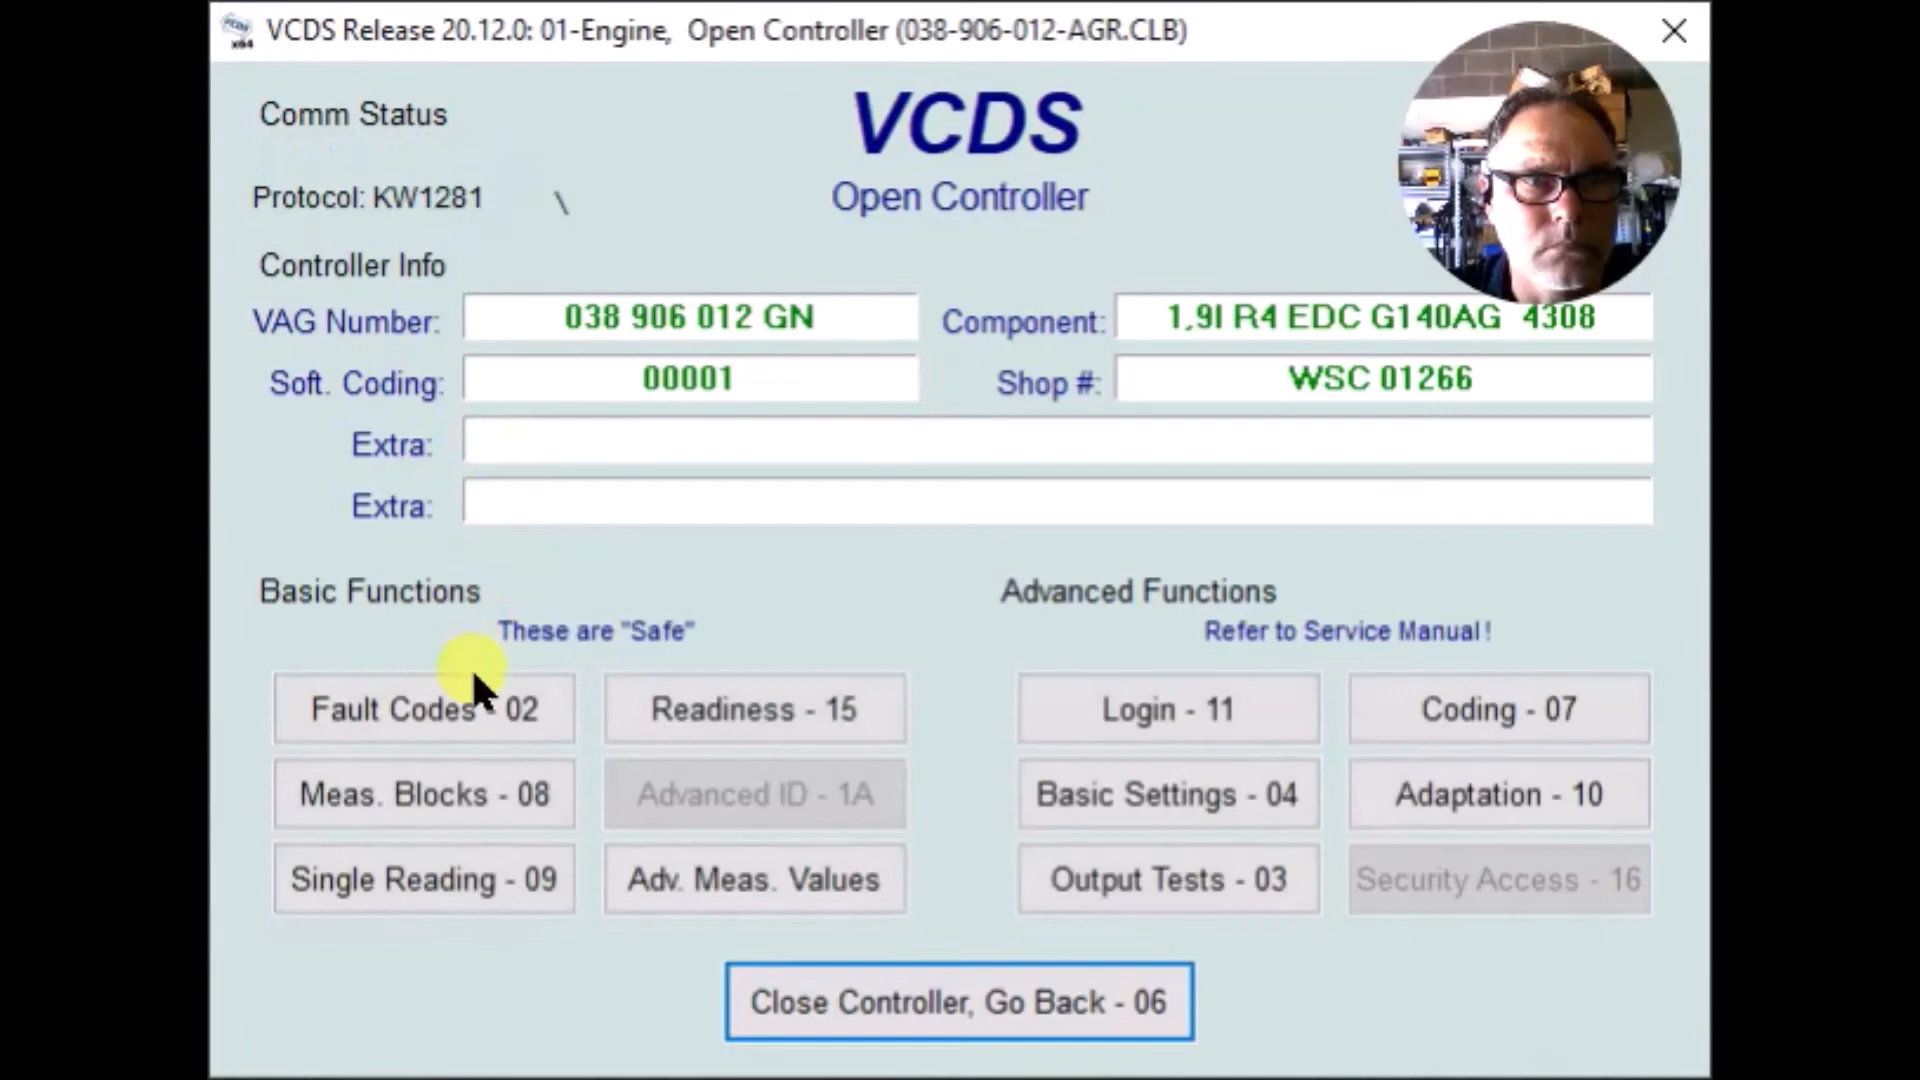 VCDS Release 20.12.0: 01-Engine, Open Controller (038-906-012-AGR.CLB)
Comm Status
VCDS
Protocol: KW1281 \
Open Controller
Controller Info
VAG Number: 038 906 012 GN Component: 1,9l R4 EDC G140AG 4308
Soft. Coding: 00001 Shop #: WSC 01266
Extra:
Extra:
Basic Functions Advanced Functions
These are "Safe" Refer to Service Manual!
Fault Codes - 02 Readiness - 15 Login - 11 Coding - 07
Meas. Blocks - 08 Advanced ID - 1A Basic Settings - 04 Adaptation - 10
Single Reading - 09 Adv. Meas. Values Output Tests - 03 Security Access - 16
Close Controller, Go Back - 06